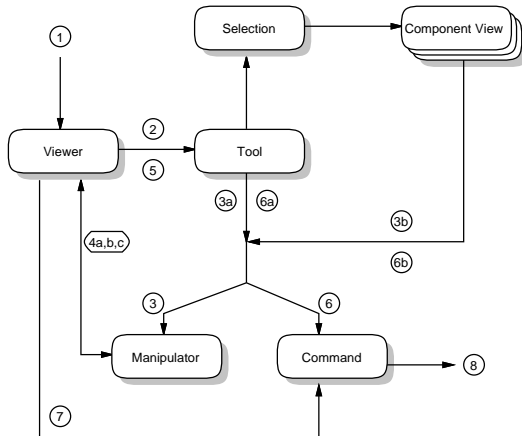 1
Selection
Component View
2
Viewer
Tool
5
3a
6a
3b
4a,b,c
6b
3
6
Manipulator
Command
8
7